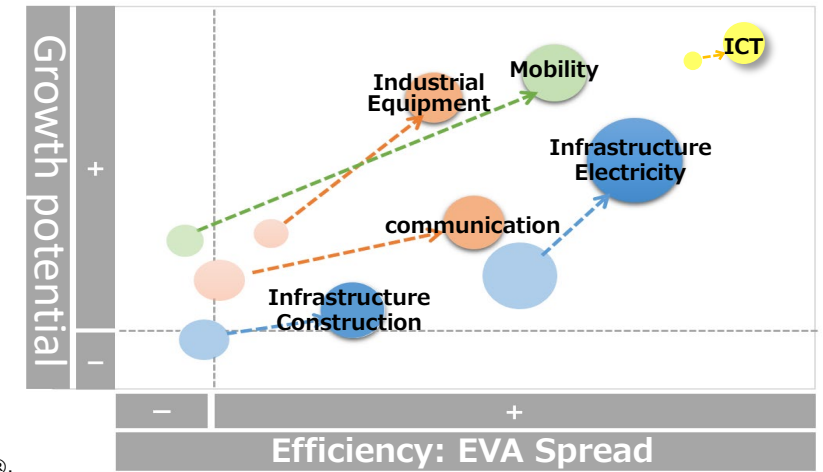 Growth potential
+
−
ICT
Mobility
Industrial
Equipment
Infrastructure
Electricity
communication
Infrastructure
Construction
− +
Efficiency: EVA Spread